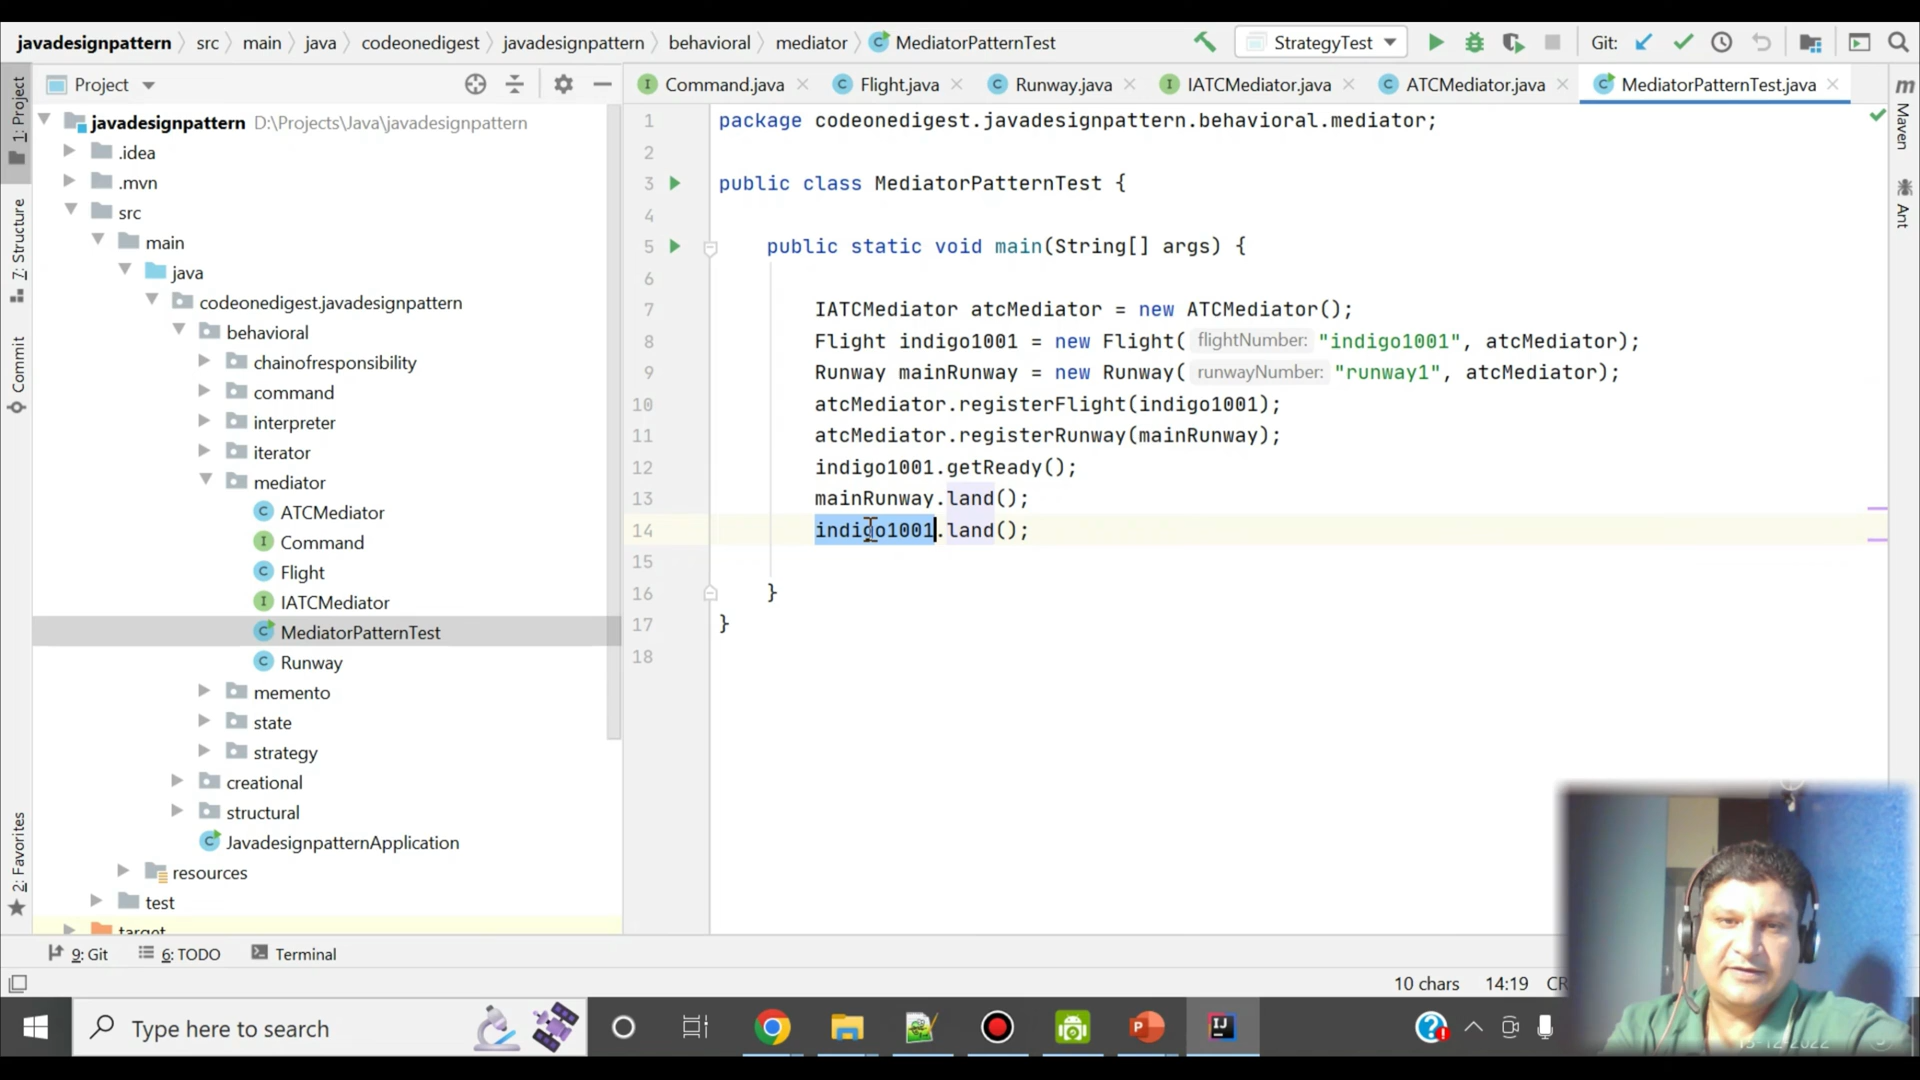 javadesignpattern src main java codeonedigest javadesignpattern behavioral mediator MediatorPatternTest StrategyTest Git:
1: Project
7: Structure
Commit
2: Favorites
Project
javadesignpattern D:\Projects\Java\javadesignpattern
.idea
.mvn
src
main
java
codeonedigest.javadesignpattern
behavioral
chainofresponsibility
command
interpreter
iterator
mediator
ATCMediator
Command
Flight
IATCMediator
MediatorPatternTest
Runway
memento
state
strategy
creational
structural
JavadesignpatternApplication
resources
test
target
Command.java Flight.java Runway.java IATCMediator.java ATCMediator.java MediatorPatternTest.java
1 package codeonedigest.javadesignpattern.behavioral.mediator;
2
3 public class MediatorPatternTest {
4
5 public static void main(String[] args) {
6
7 IATCMediator atcMediator = new ATCMediator();
8 Flight indigo1001 = new Flight( flightNumber: "indigo1001", atcMediator);
9 Runway mainRunway = new Runway( runwayNumber: "runway1", atcMediator);
10 atcMediator.registerFlight(indigo1001);
11 atcMediator.registerRunway(mainRunway);
12 indigo1001.getReady();
13 mainRunway.land();
14 indigo1001.land();
15
16 }
17 }
18
m Maven
Ant
9: Git 6: TODO Terminal
10 chars 14:19 CR
Type here to search